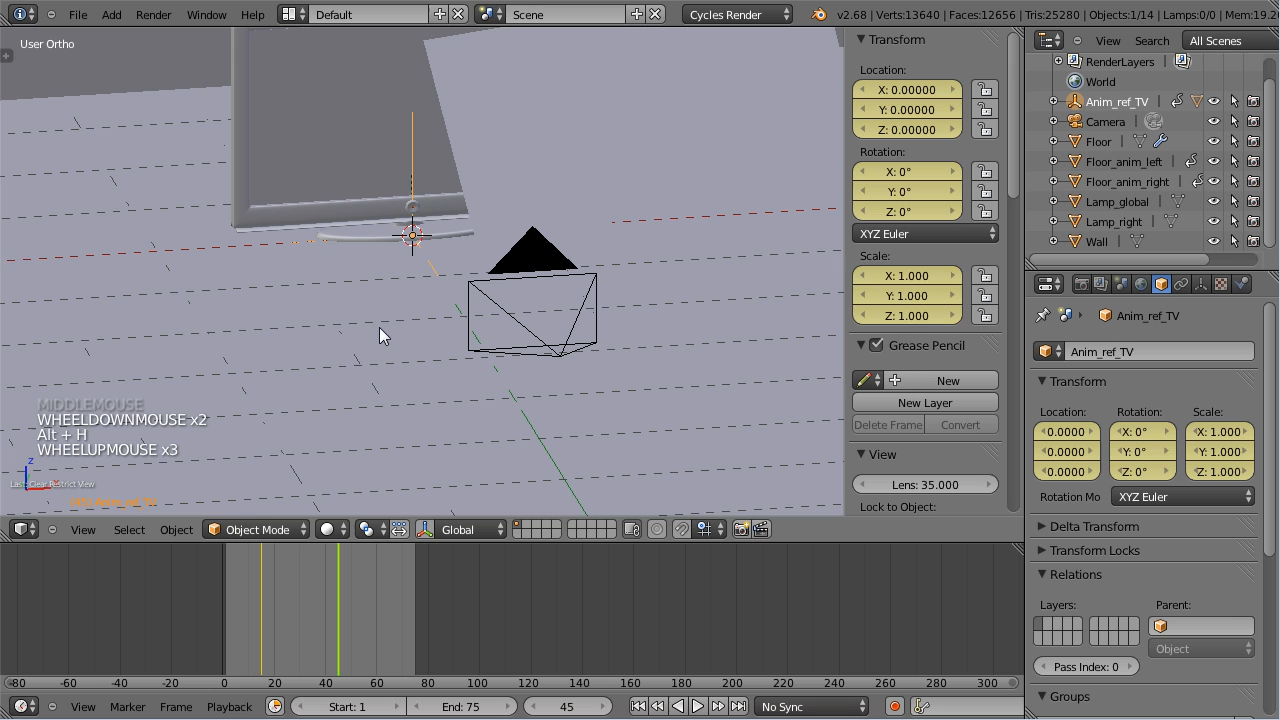 File Add Render Window Help Default Scene Cycles Render v2.68 | Verts:13640 | Faces:12656 | Tris:25280 | Objects:1/14 | Lamps:0/0 | Mem:19.2
User Ortho
Transform
Location:
X: 0.00000
Y: 0.00000
Z: 0.00000
Rotation:
X: 0°
Y: 0°
Z: 0°
XYZ Euler
Scale:
X: 1.000
Y: 1.000
Z: 1.000
Grease Pencil
New
New Layer
Delete Frame Convert
View
Lens: 35.000
Lock to Object:
MIDDLEMOUSE
WHEELDOWNMOUSE x2
Alt + H
WHEELUPMOUSE x3
z
Last: Clear Restrict View
View Select Object Object Mode Global
-80 -60 -40 -20 0 20 40 60 80 100 120 140 160 180 200 220 240 260 280 300
View Marker Frame Playback Start: 1 End: 75 45 No Sync
View Search All Scenes
RenderLayers
World
Anim_ref_TV
Camera
Floor
Floor_anim_left
Floor_anim_right
Lamp_global
Lamp_right
Wall
Anim_ref_TV
Anim_ref_TV
Transform
Location: Rotation: Scale:
0.0000 X: 0° X: 1.000
0.0000 Y: 0° Y: 1.000
0.0000 Z: 0° Z: 1.000
Rotation Mo XYZ Euler
Delta Transform
Transform Locks
Relations
Layers: Parent:
Object
Pass Index: 0
Groups